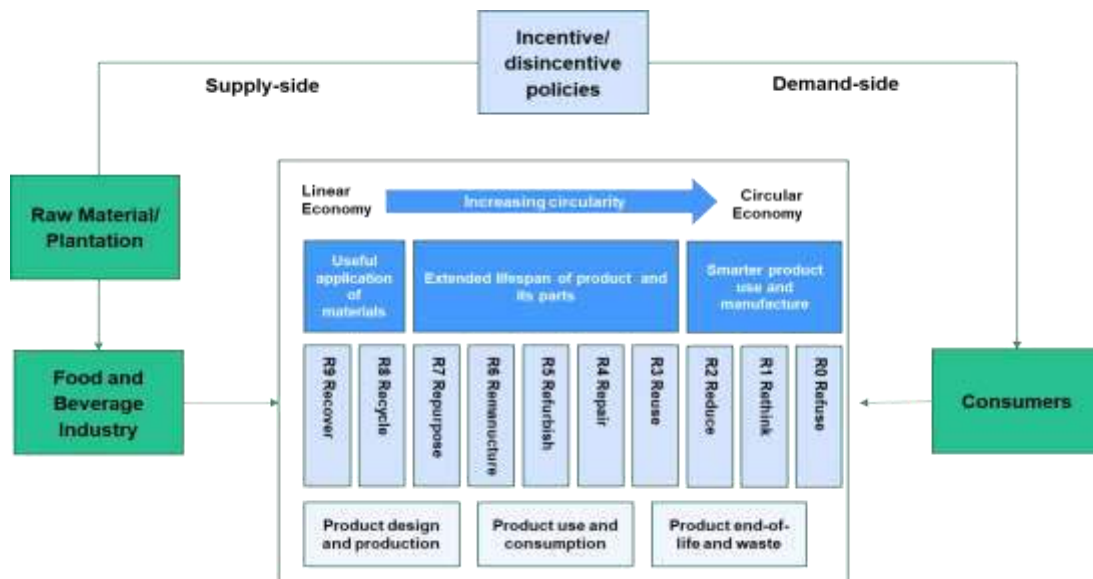 Incentive/
disincentive
policies
Supply-side
Demand-side
Raw Material/
Plantation
Linear
Economy
Increasing circularity
Circular
Economy
Useful
application
of
materials
Extended lifespan of product and
its parts
Smarter product
use and
manufacture
Food and
Beverage
Industry
R9 Recover
R8 Recycle
R7 Repurpose
R6 Remanucture
R5 Refurbish
R4 Repair
R3 Reuse
R2 Reduce
R1 Rethink
R0 Refuse
Consumers
Product design
and production
Product use and
consumption
Product end-of-
life and waste